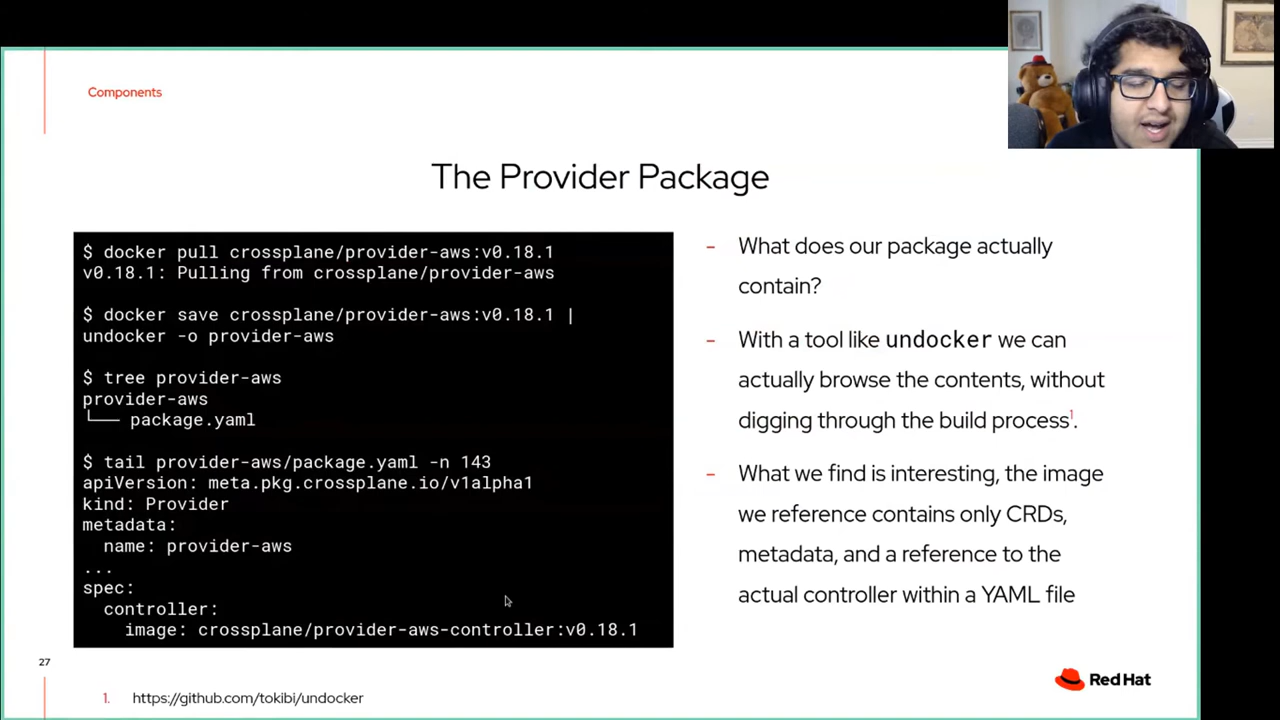 Components
The Provider Package
$ docker pull crossplane/provider-aws:v0.18.1
v0.18.1: Pulling from crossplane/provider-aws
$ docker save crossplane/provider-aws:v0.18.1 |
undocker -o provider-aws
$ tree provider-aws
provider-aws
└── package.yaml
$ tail provider-aws/package.yaml -n 143
apiVersion: meta.pkg.crossplane.io/v1alpha1
kind: Provider
metadata:
name: provider-aws
...
spec:
controller:
image: crossplane/provider-aws-controller:v0.18.1
- What does our package actually
contain?
- With a tool like undocker we can
actually browse the contents, without
digging through the build process1.
- What we find is interesting, the image
we reference contains only CRDs,
metadata, and a reference to the
actual controller within a YAML file
27
1. https://github.com/tokibi/undocker
Red Hat